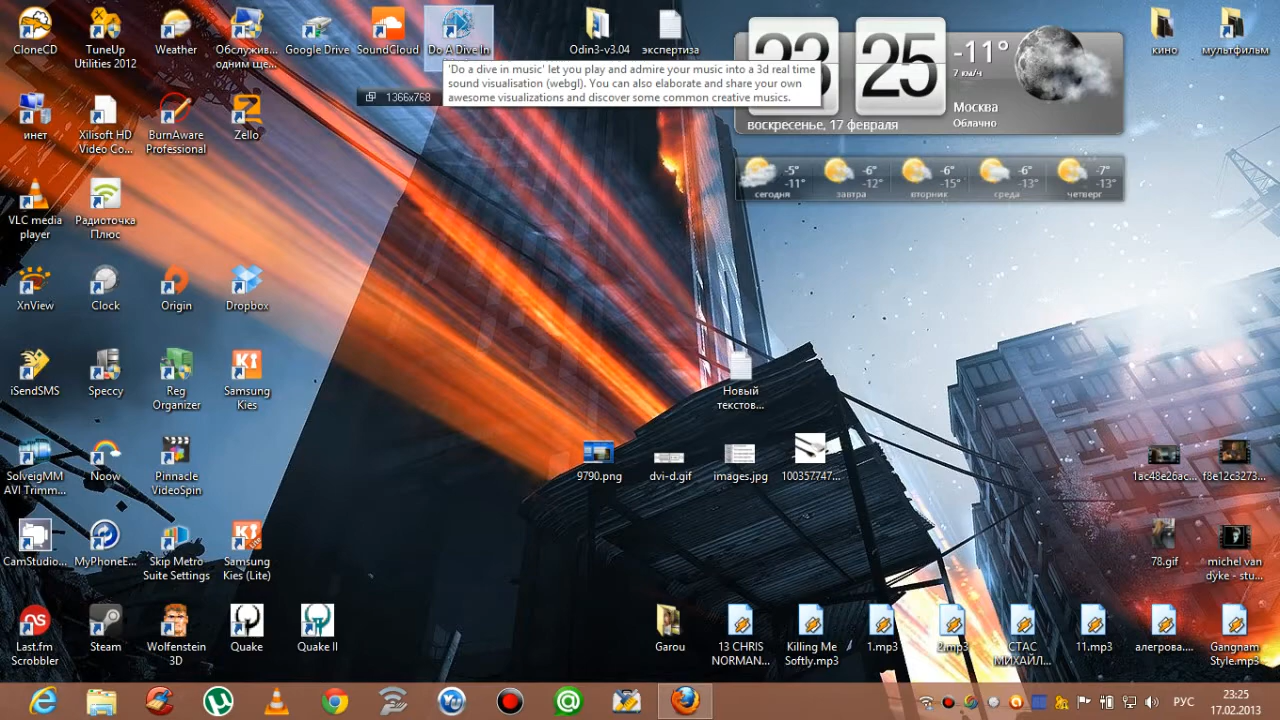 CloneCD
TuneUp
Utilities 2012
Weather
Обслужив...
одним ще...
Google Drive
SoundCloud
Do A Dive In
'Do a dive in music' let you play and admire your music into a 3d real time
sound visualisation (webgl). You can also elaborate and share your own
awesome visualizations and discover some common creative musics.
1366x768
Odin3-v3.04
экспертиза
23
25
-11°
7 км/ч
Москва
Облачно
воскресенье, 17 февраля
-5°
-11°
сегодня
-6°
-12°
завтра
-6°
-15°
вторник
-6°
-13°
среда
-7°
-13°
четверг
кино
мультфильм
инет
Xilisoft HD
Video Co...
BurnAware
Professional
Zello
VLC media
player
Радиоточка
Плюс
XnView
Clock
Origin
Dropbox
iSendSMS
Speccy
Reg
Organizer
Samsung
Kies
Новый
текстов...
SolveigMM
AVI Trimm...
Noow
Pinnacle
VideoSpin
9790.png
dvi-d.gif
images.jpg
100357747...
1ac48e26ac...
f8e12c3273...
CamStudio...
MyPhoneE...
Skip Metro
Suite Settings
Samsung
Kies (Lite)
78.gif
michel van
dyke - stu...
Last.fm
Scrobbler
Steam
Wolfenstein
3D
Quake
Quake II
Garou
13 CHRIS
NORMAN...
Killing Me
Softly.mp3
1.mp3
2.mp3
СТАС
МИХАЙЛ...
11.mp3
алегрова....
Gangnam
Style.mp3
РУС
23:25
17.02.2013